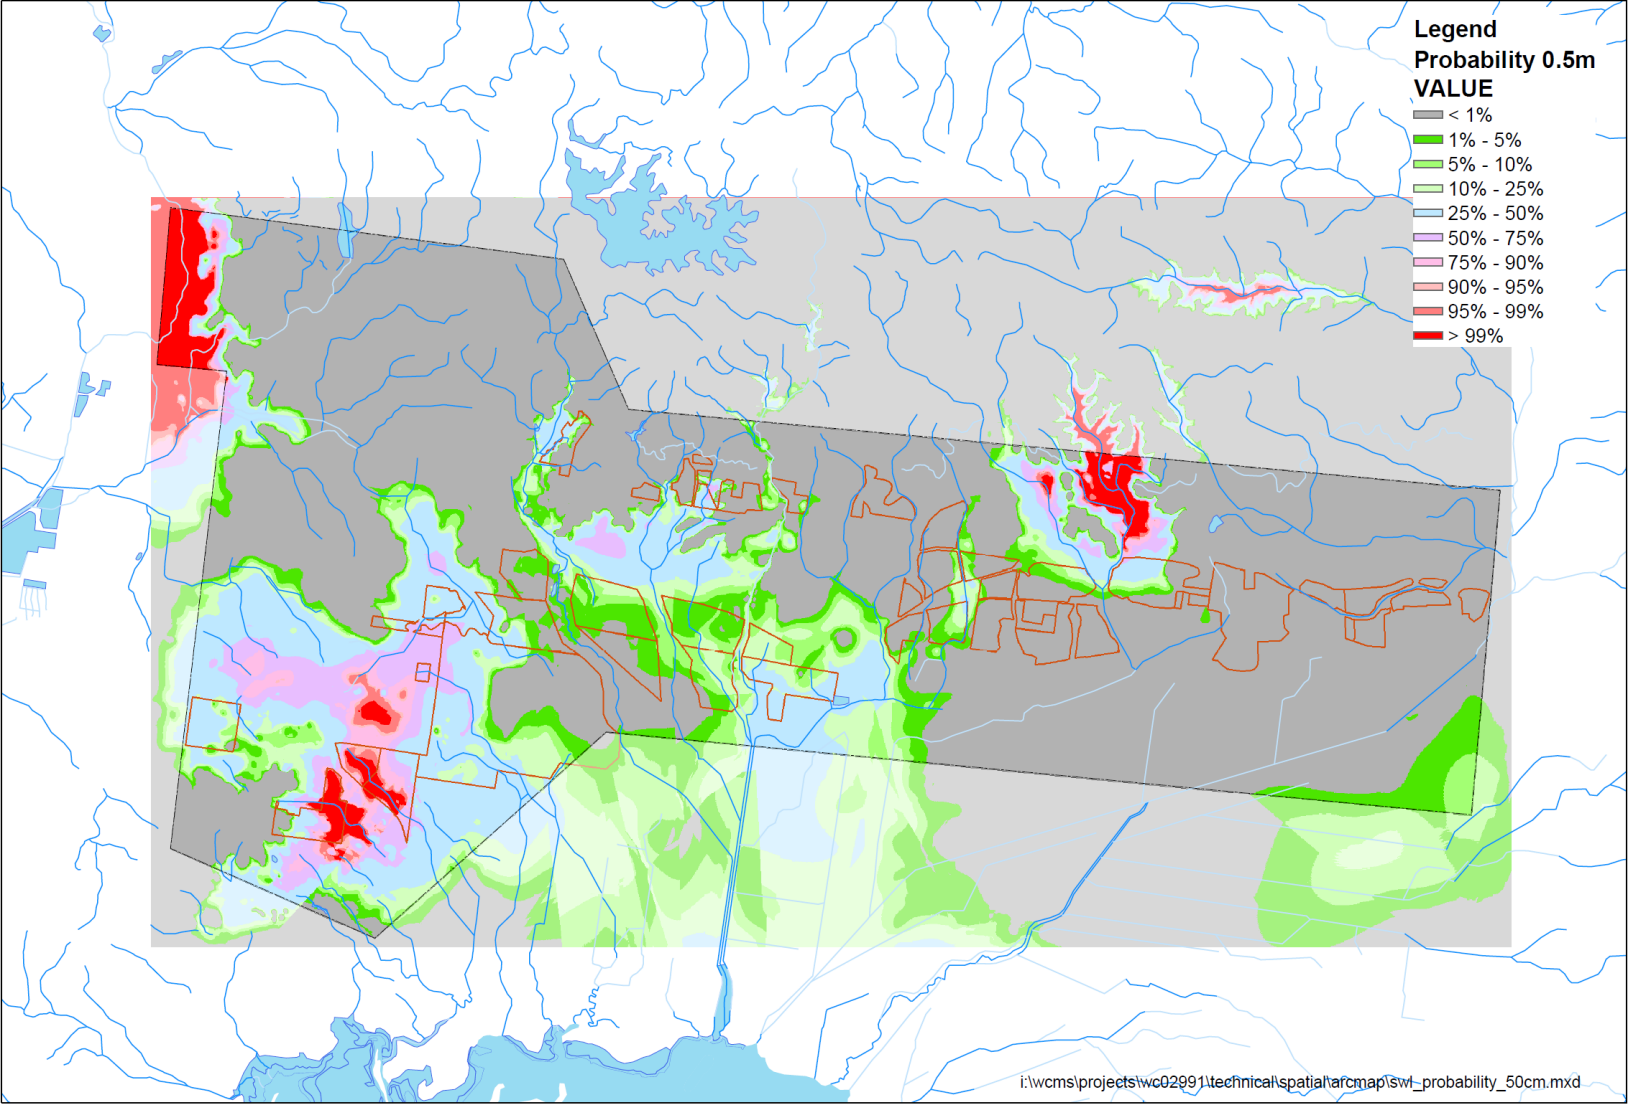 Legend
Probability 0.5m
VALUE
< 1%
1% - 5%
5% - 10%
10% - 25%
25% - 50%
50% - 75%
75% - 90%
90% - 95%
95% - 99%
> 99%
i:\wcms\projects\wc02991\technical\spatial\arcmap\swl_probability_50cm.mxd